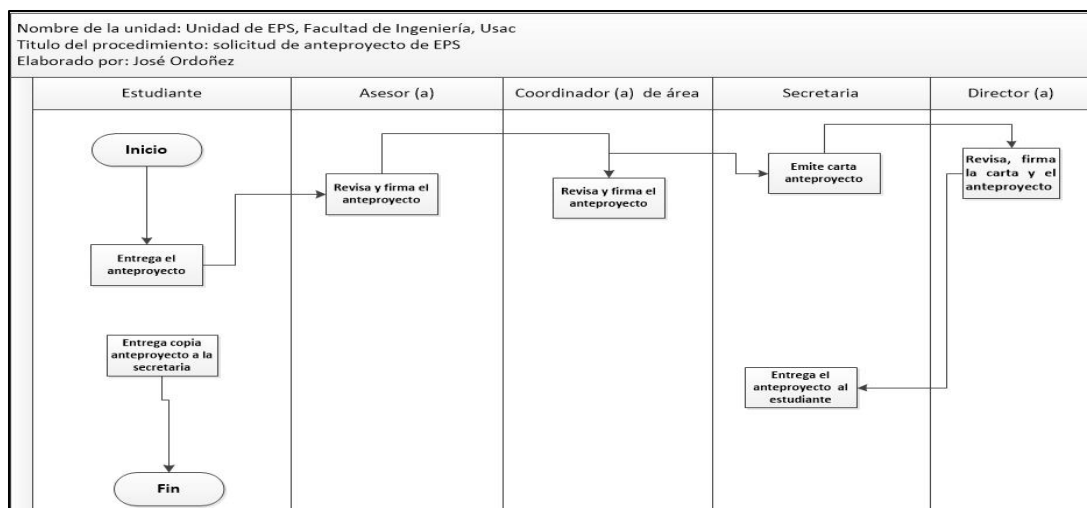 Nombre de la unidad: Unidad de EPS, Facultad de Ingeniería, Usac
Titulo del procedimiento: solicitud de anteproyecto de EPS
Elaborado por: José Ordoñez
Estudiante
Asesor (a)
Coordinador (a) de área
Secretaria
Director (a)
Inicio
Entrega el
anteproyecto
Revisa y firma el
anteproyecto
Revisa y firma el
anteproyecto
Emite carta
anteproyecto
Revisa, firma
la carta y el
anteproyecto
Entrega el
anteproyecto al
estudiante
Entrega copia
anteproyecto a la
secretaria
Fin